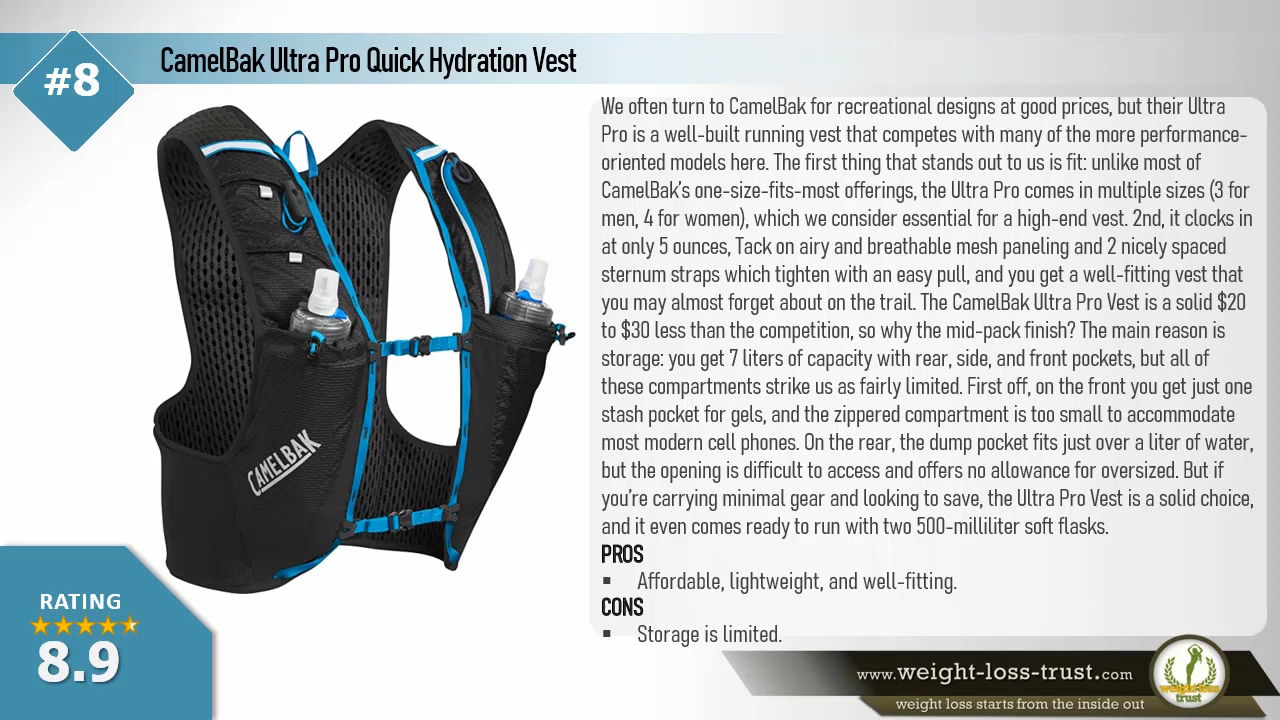 #8
CamelBak Ultra Pro Quick Hydration Vest
We often turn to CamelBak for recreational designs at good prices, but their Ultra
Pro is a well-built running vest that competes with many of the more performance-
oriented models here. The first thing that stands out to us is fit: unlike most of
CamelBak's one-size-fits-most offerings, the Ultra Pro comes in multiple sizes (3 for
men, 4 for women), which we consider essential for a high-end vest. 2nd, it clocks in
at only 5 ounces, Tack on airy and breathable mesh paneling and 2 nicely spaced
sternum straps which tighten with an easy pull, and you get a well-fitting vest that
you may almost forget about on the trail. The CamelBak Ultra Pro Vest is a solid $20
to $30 less than the competition, so why the mid-pack finish? The main reason is
storage: you get 7 liters of capacity with rear, side, and front pockets, but all of
these compartments strike us as fairly limited. First off, on the front you get just one
stash pocket for gels, and the zippered compartment is too small to accommodate
most modern cell phones. On the rear, the dump pocket fits just over a liter of water,
but the opening is difficult to access and offers no allowance for oversized. But if
you're carrying minimal gear and looking to save, the Ultra Pro Vest is a solid choice,
and it even comes ready to run with two 500-milliliter soft flasks.
PROS
▪ Affordable, lightweight, and well-fitting.
CONS
▪ Storage is limited.
CAMELBAK
RATING
8.9
www.weight-loss-trust.com
weight loss starts from the inside out
weight loss
trust